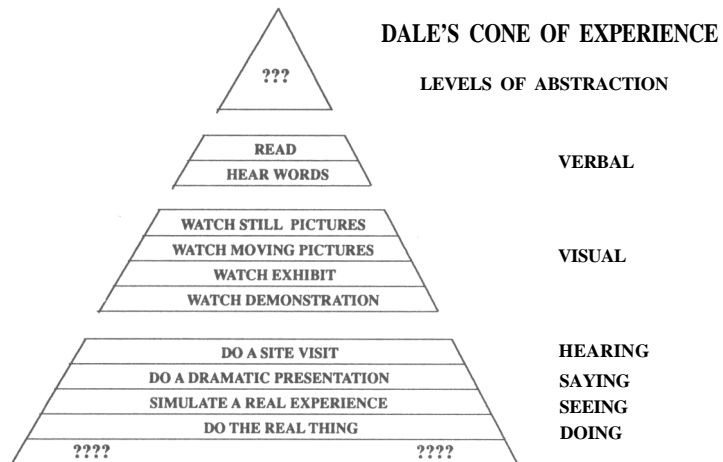 DALE'S CONE OF EXPERIENCE
???
LEVELS OF ABSTRACTION
READ
HEAR WORDS
VERBAL
WATCH STILL PICTURES
WATCH MOVING PICTURES
WATCH EXHIBIT
WATCH DEMONSTRATION
VISUAL
DO A SITE VISIT
HEARING
DO A DRAMATIC PRESENTATION
SAYING
SIMULATE A REAL EXPERIENCE
SEEING
DO THE REAL THING
DOING
???? ????